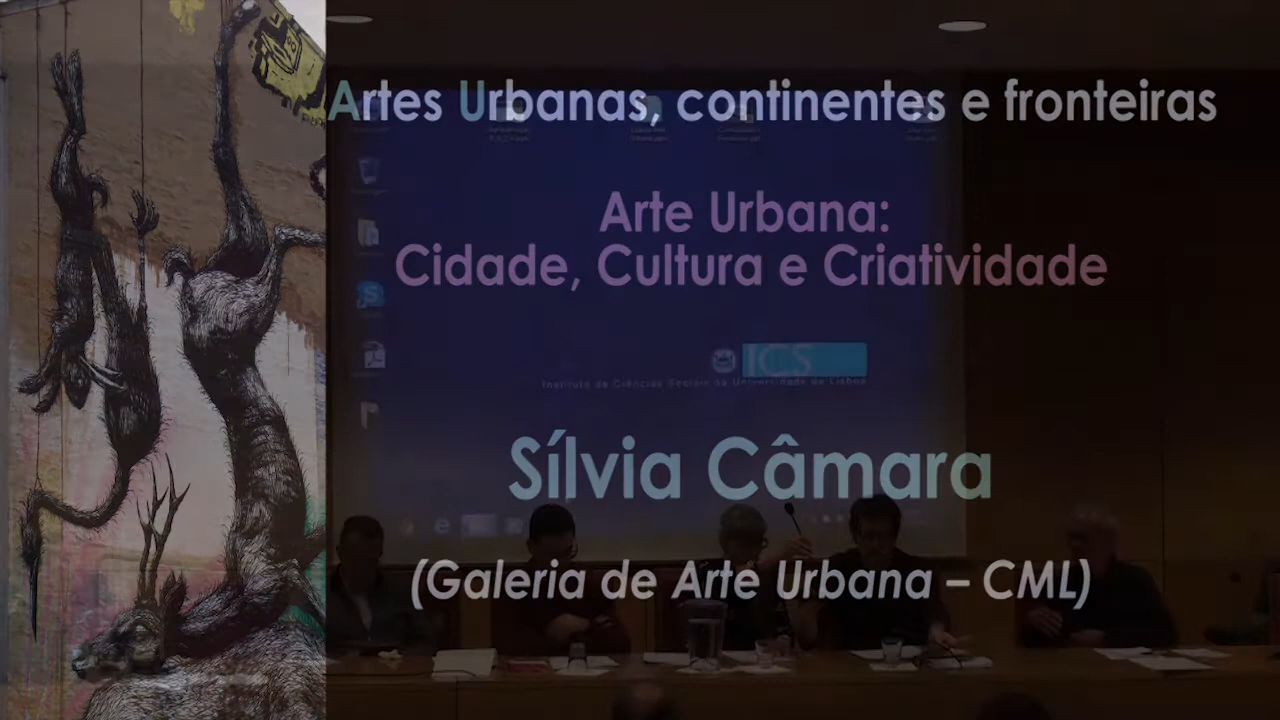 Artes Urbanas, continentes e fronteiras
Arte Urbana:
Cidade, Cultura e Criatividade
ICS
Instituto de Ciências Sociais da Universidade de Lisboa
Sílvia Câmara
(Galeria de Arte Urbana – CML)